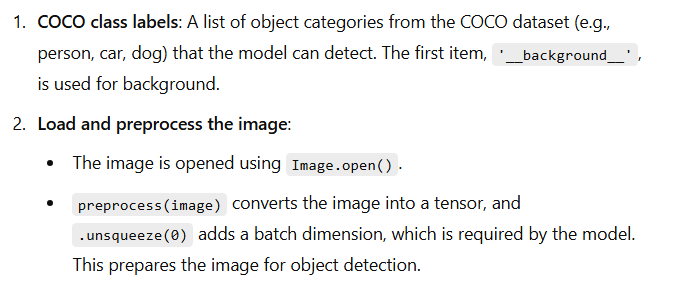 1. COCO class labels: A list of object categories from the COCO dataset (e.g.,
person, car, dog) that the model can detect. The first item, '__background__',
is used for background.
2. Load and preprocess the image:
• The image is opened using Image.open().
• preprocess(image) converts the image into a tensor, and
.unsqueeze(0) adds a batch dimension, which is required by the model.
This prepares the image for object detection.